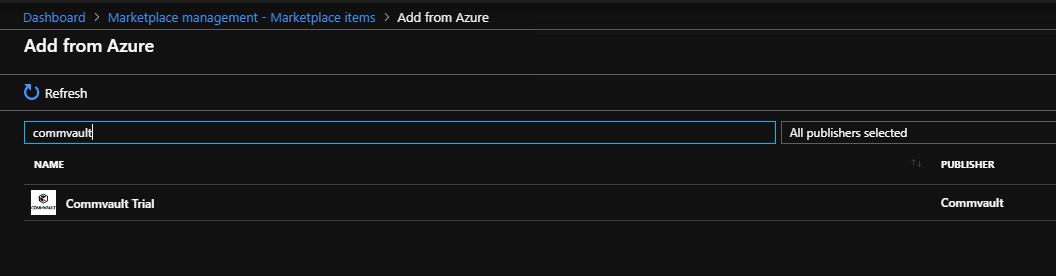 Dashboard > Marketplace management - Marketplace items > Add from Azure
Add from Azure
Refresh
commvault
All publishers selected
NAME
PUBLISHER
COMMVAULT
Commvault Trial
Commvault